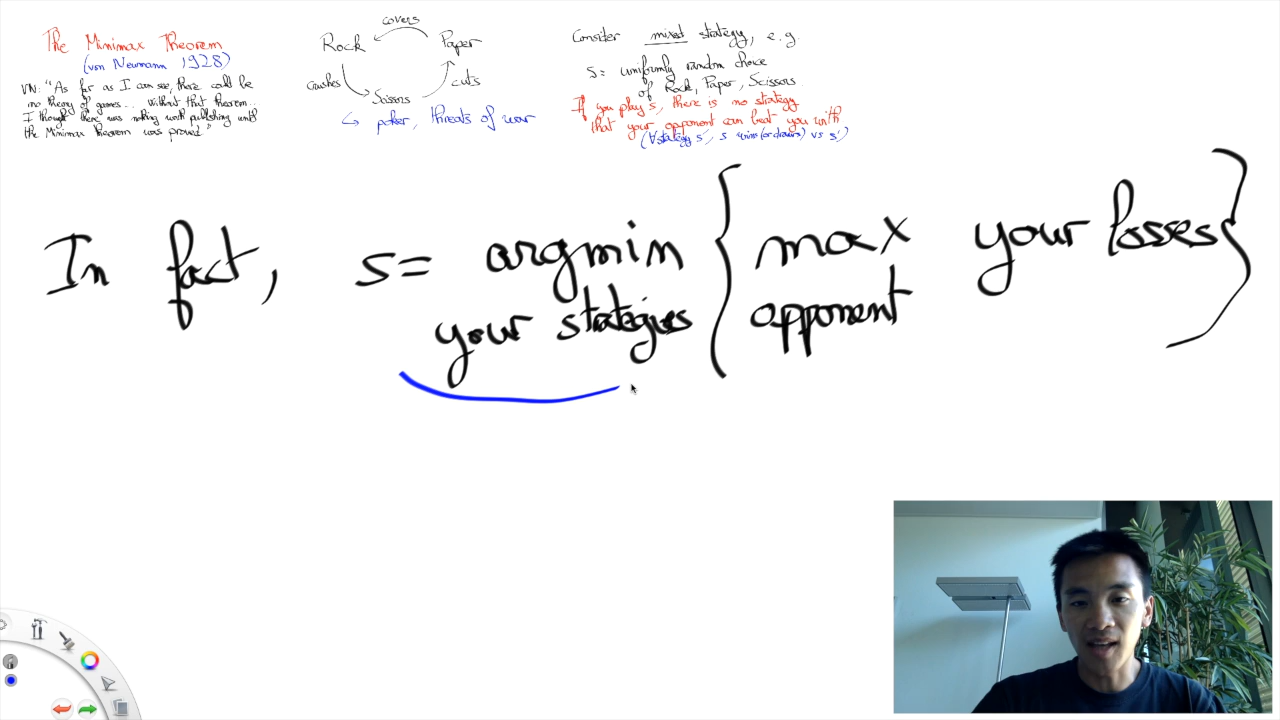 The Minimax Theorem
(von Neumann, 1928)
VN: "As far as I can see, there could be
no theory of games... without that theorem...
I thought there was nothing worth publishing until
the Minimax Theorem was proved"
covers
Rock
Paper
crushes
cuts
Scissors
↳ poker, threats of war
Consider mixed strategy, e.g.
s = uniformly random choice
of Rock, Paper, Scissors.
If you play s, there is no strategy
that your opponent can beat you with
(∀strategy s', s wins (or draws) vs s')
In fact, s = argmin { max your losses }
your strategies opponent